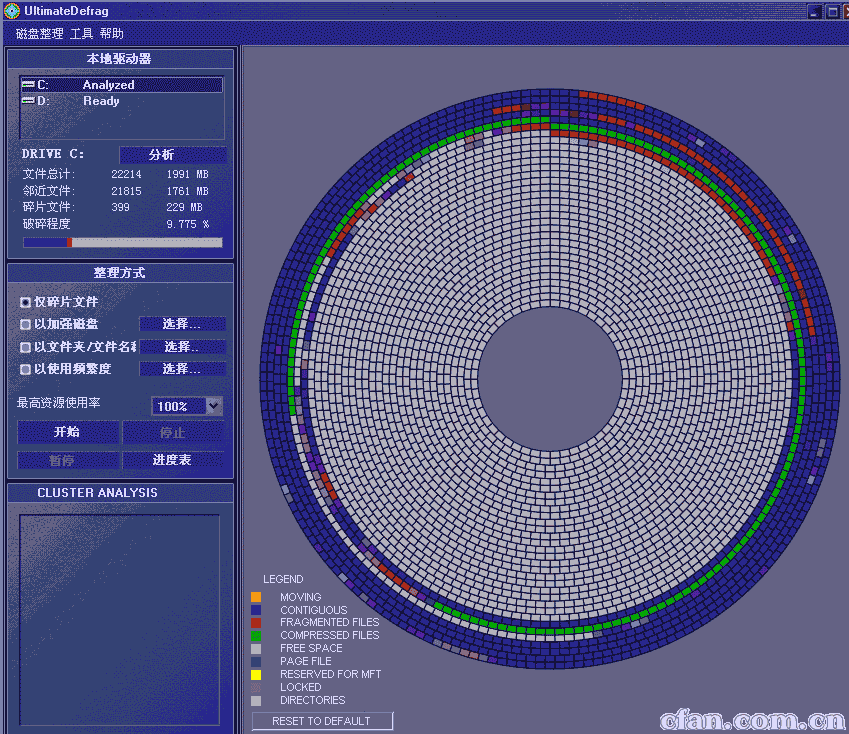 UltimateDefrag
磁盘整理 工具 帮助
本地驱动器
C: Analyzed
D: Ready
DRIVE C: 分析
文件总计: 22214 1991 MB
邻近文件: 21815 1761 MB
碎片文件: 399 229 MB
破碎程度 9.775 %
整理方式
仅碎片文件
以加强磁盘 选择...
以文件夹/文件名称 选择..
以使用频繁度 选择...
最高资源使用率 100%
开始 停止
暂停 进度表
CLUSTER ANALYSIS
LEGEND
MOVING
CONTIGUOUS
FRAGMENTED FILES
COMPRESSED FILES
FREE SPACE
PAGE FILE
RESERVED FOR MFT
LOCKED
DIRECTORIES
RESET TO DEFAULT
cfan.com.cn